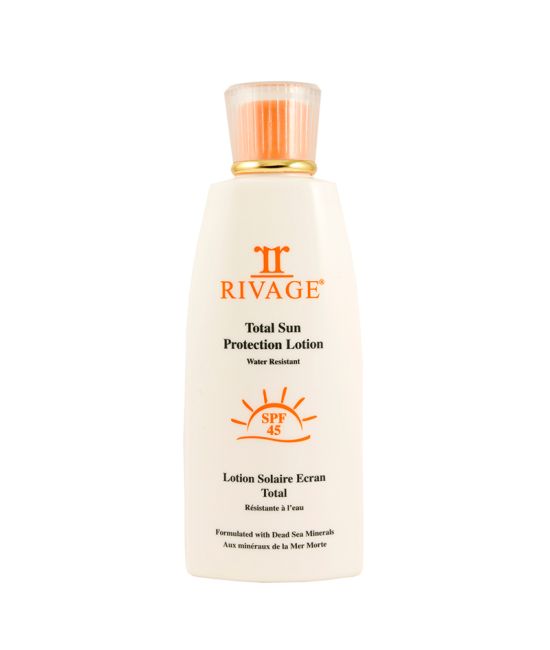 RIVAGE®
Total Sun
Protection Lotion
Water Resistant
SPF
45
Lotion Solaire Ecran
Total
Résistante à l'eau
Formulated with Dead Sea Minerals
Aux minéraux de la Mer Morte